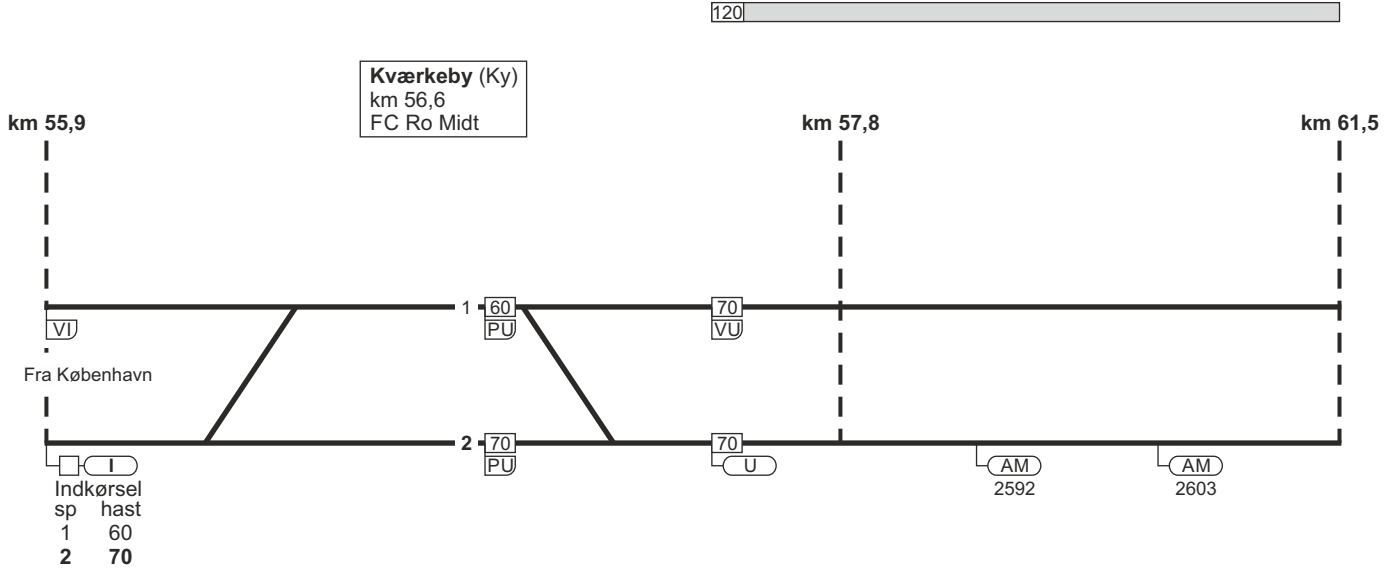 120
Kværkeby (Ky)
km 56,6
FC Ro Midt
km 55,9
km 57,8
km 61,5
1
60
70
VI
PU
VU
Fra København
2
70
70
I
PU
U
AM
AM
2592
2603
Indkørsel
sp hast
1 60
2 70